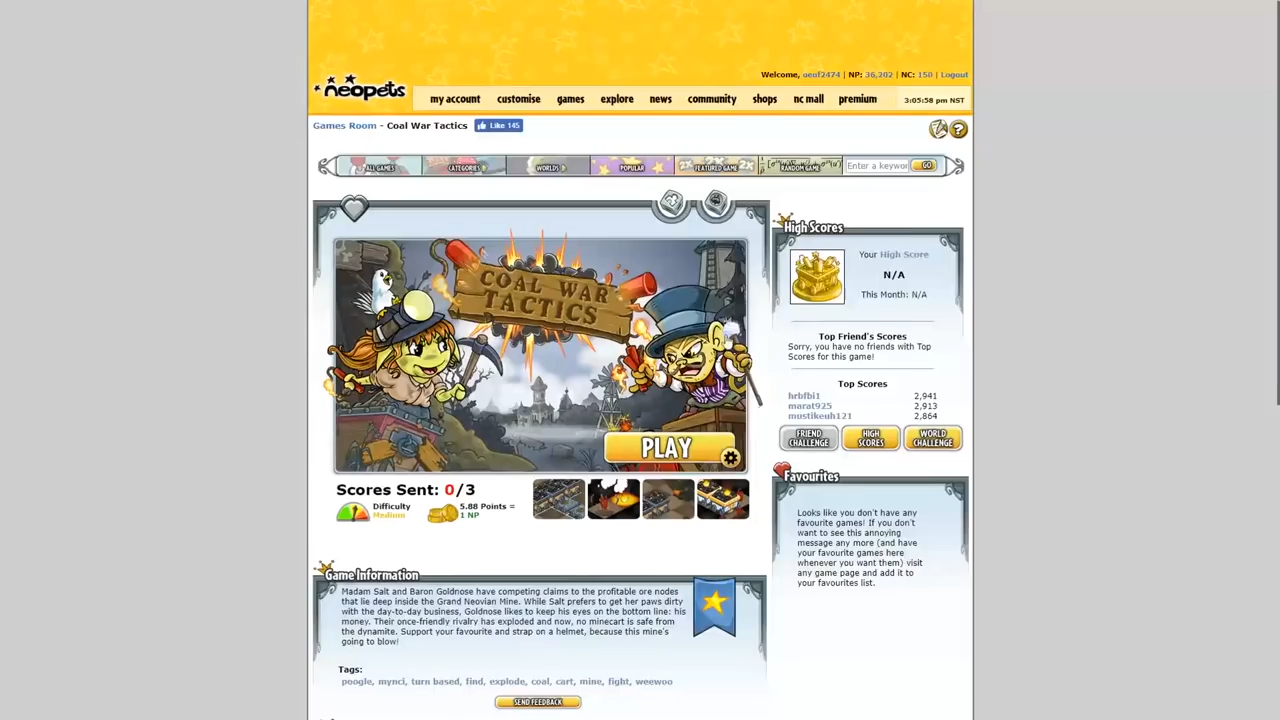 Welcome, oenf2474 | NP: 36,202 | NC: 150 | Logout
neopets
my account customise games explore news community shops nc mall premium 3:05:58 pm NST
Games Room - Coal War Tactics Like 145
ALL GAMES CATEGORIES WORLDS POPULAR 2X FEATURED GAME 2X RANDOM GAME Enter a keywor GO
COAL WAR
TACTICS
PLAY
Scores Sent: 0/3
Difficulty
Medium
5.88 Points =
1 NP
High Scores
Your High Score
N/A
This Month: N/A
Top Friend's Scores
Sorry, you have no friends with Top
Scores for this game!
Top Scores
hrbfbi1 2,941
marat925 2,913
mustikeuh121 2,864
FRIEND CHALLENGE HIGH SCORES WORLD CHALLENGE
Favourites
Looks like you don't have any
favourite games! If you don't
want to see this annoying
message any more (and have
your favourite games here
whenever you want them) visit
any game page and add it to
your favourites list.
Game Information
Madam Salt and Baron Goldnose have competing claims to the profitable ore nodes
that lie deep inside the Grand Neovian Mine. While Salt prefers to get her paws dirty
with the day-to-day business, Goldnose likes to keep his eyes on the bottom line: his
money. Their once-friendly rivalry has exploded and now, no minecart is safe from
the dynamite. Support your favourite and strap on a helmet, because this mine's
going to blow!
Tags:
poogle, mynci, turn based, find, explode, coal, cart, mine, fight, weewoo
SEND FEEDBACK